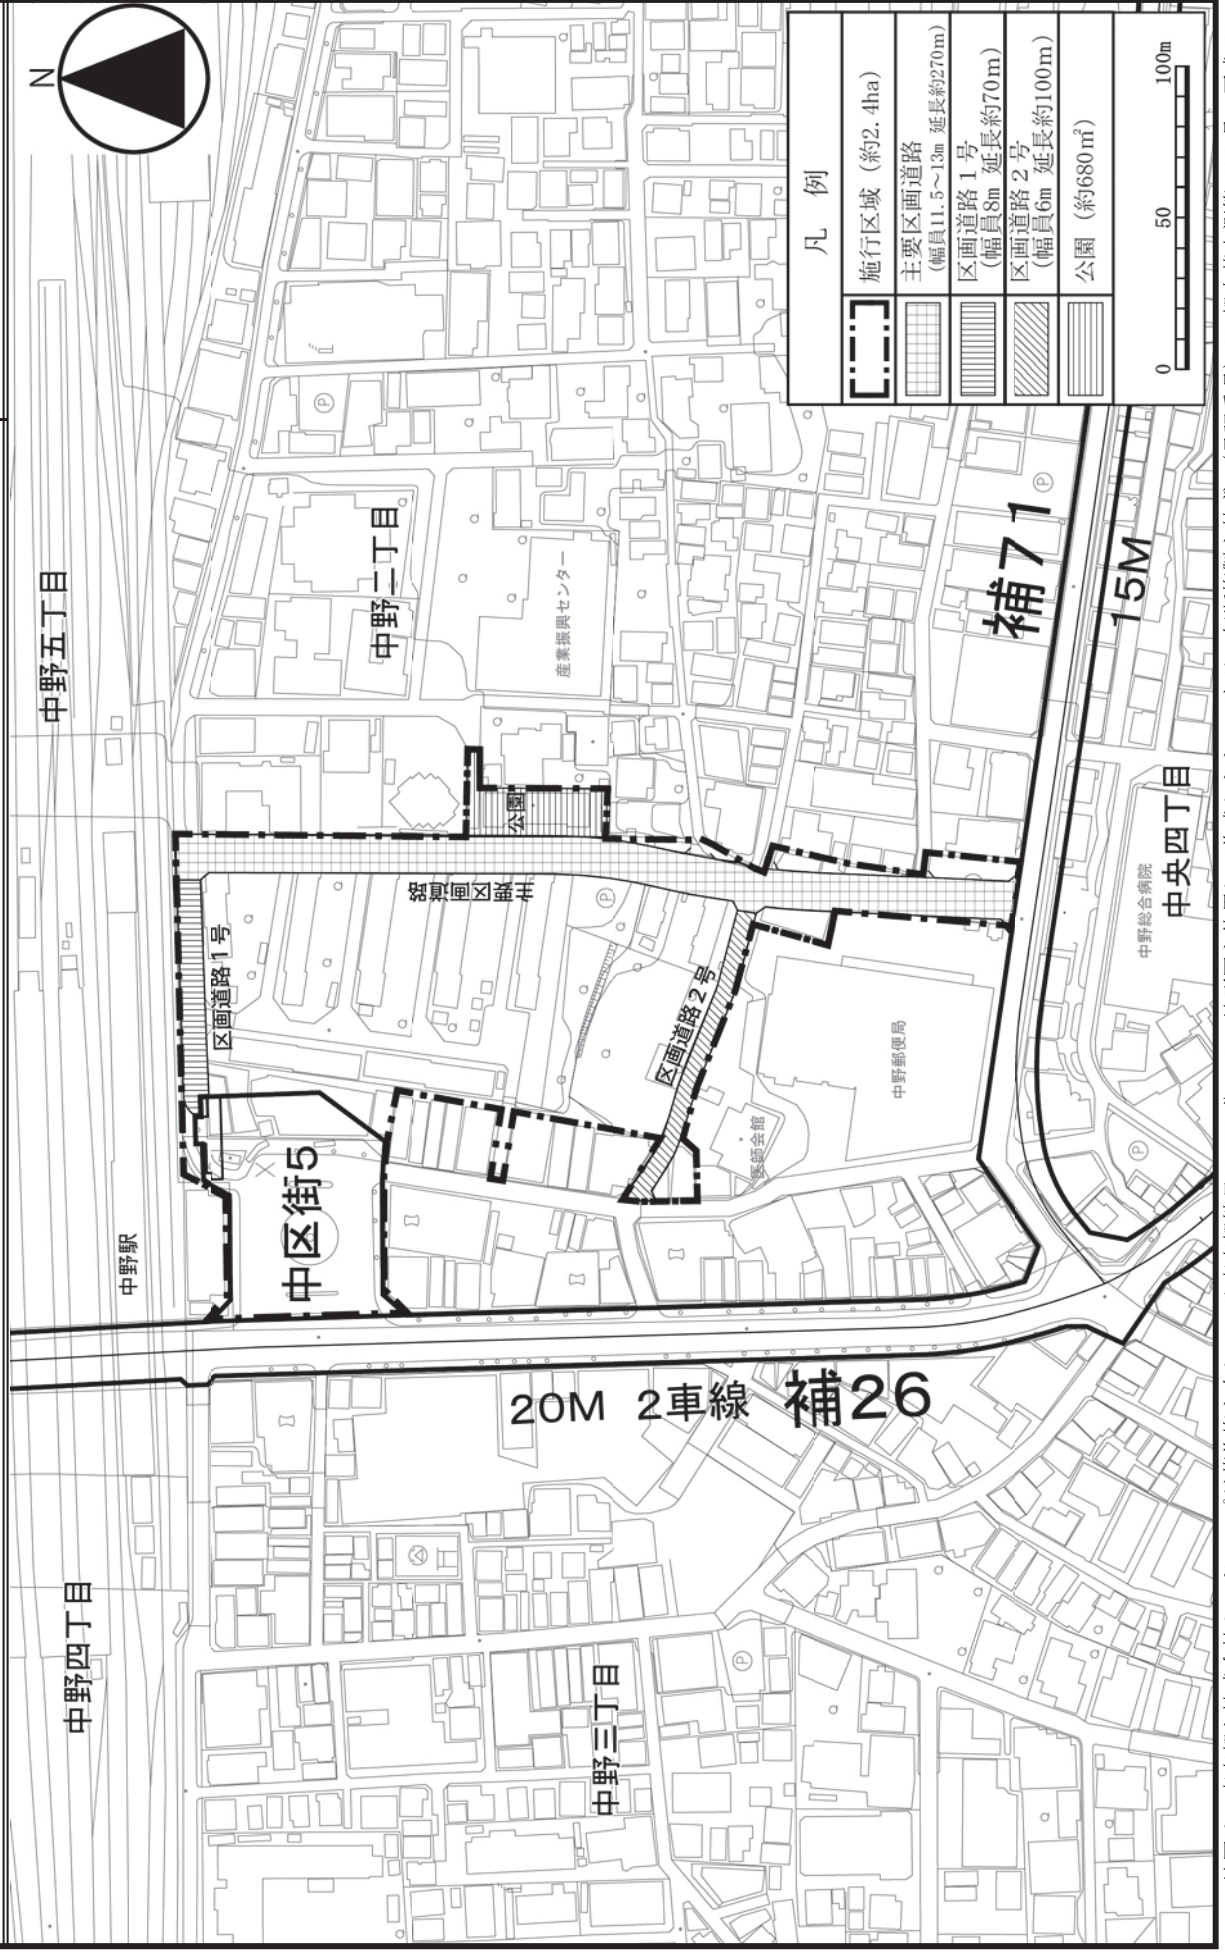 N
中野五丁目
中野四丁目
中野駅
中野二丁目
産業振興センター
公園
主要区画道路
区画道路1号
中区街5
区画道路2号
医師会館
中野郵便局
中野総合病院
中央四丁目
中野三丁目
20M 2車線 補26
補71
15M
凡例
施行区域(約2.4ha)
主要区画道路
(幅員11.5~13m 延長約270m)
区画道路1号
(幅員8m 延長約70m)
区画道路2号
(幅員6m 延長約100m)
公園(約680㎡)
0 50 100m
P
P
P
P
P